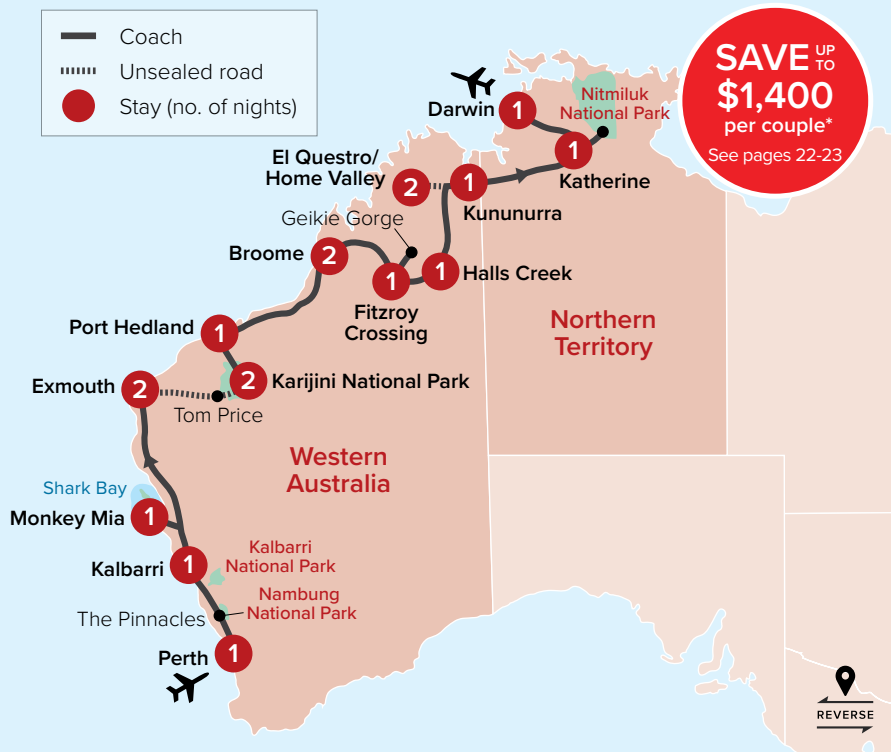 Coach
Unsealed road
Stay (no. of nights)
SAVE UP TO
$1,400
per couple*
See pages 22-23
Nitmiluk
National Park
Darwin
1
1
Katherine
El Questro/
Home Valley
2
1
Kununurra
Geikie Gorge
Broome
2
1
Halls Creek
1
Fitzroy
Crossing
Northern
Territory
Port Hedland
1
Exmouth
2
2
Karijini National Park
Tom Price
Western
Australia
Shark Bay
Monkey Mia
1
Kalbarri
1
Kalbarri
National Park
Nambung
National Park
The Pinnacles
Perth
1
REVERSE